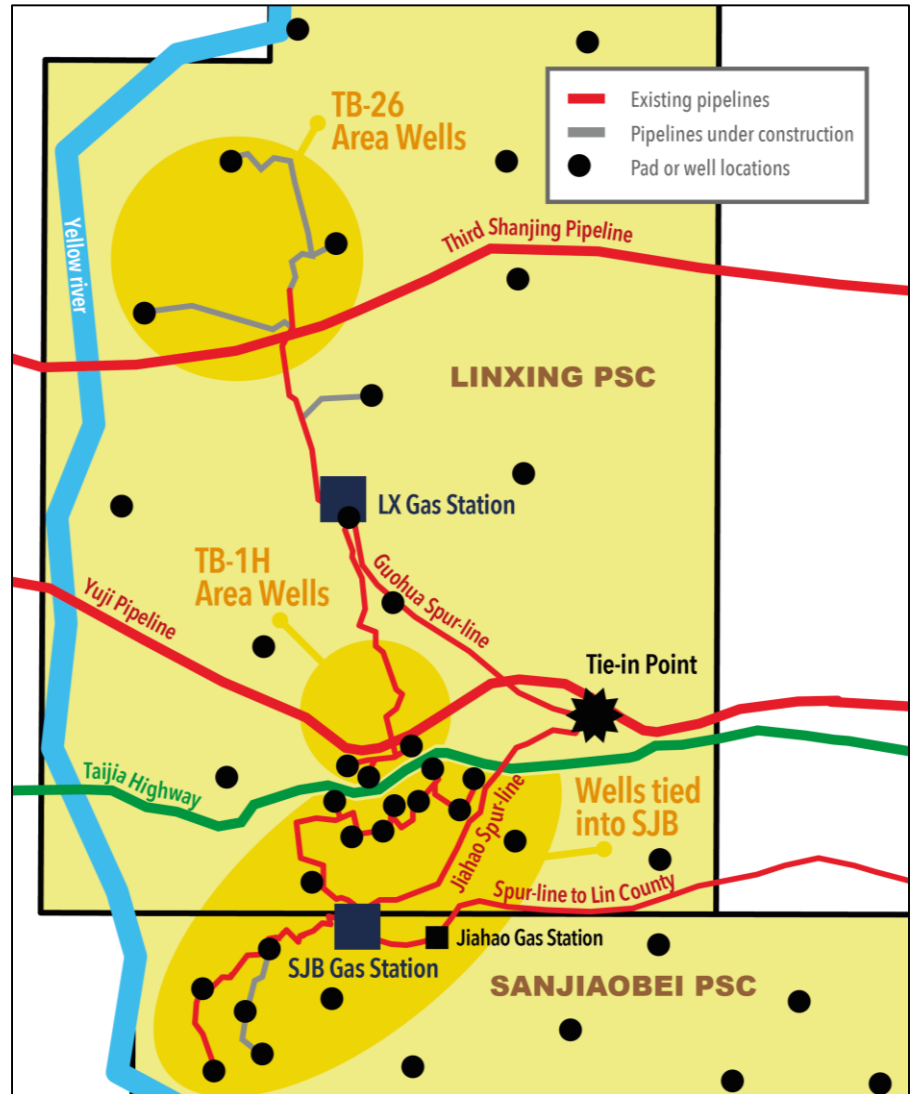 TB-26
Area Wells
Existing pipelines
Pipelines under construction
Pad or well locations
Yellow river
Third Shanjing Pipeline
LINXING PSC
LX Gas Station
TB-1H
Area Wells
Guohua Spur-line
Yuji Pipeline
Tie-in Point
Taijia Highway
Wells tied
into SJB
Jiahao Spur-line
Spur-line to Lin County
Jiahao Gas Station
SJB Gas Station
SANJIAOBEI PSC